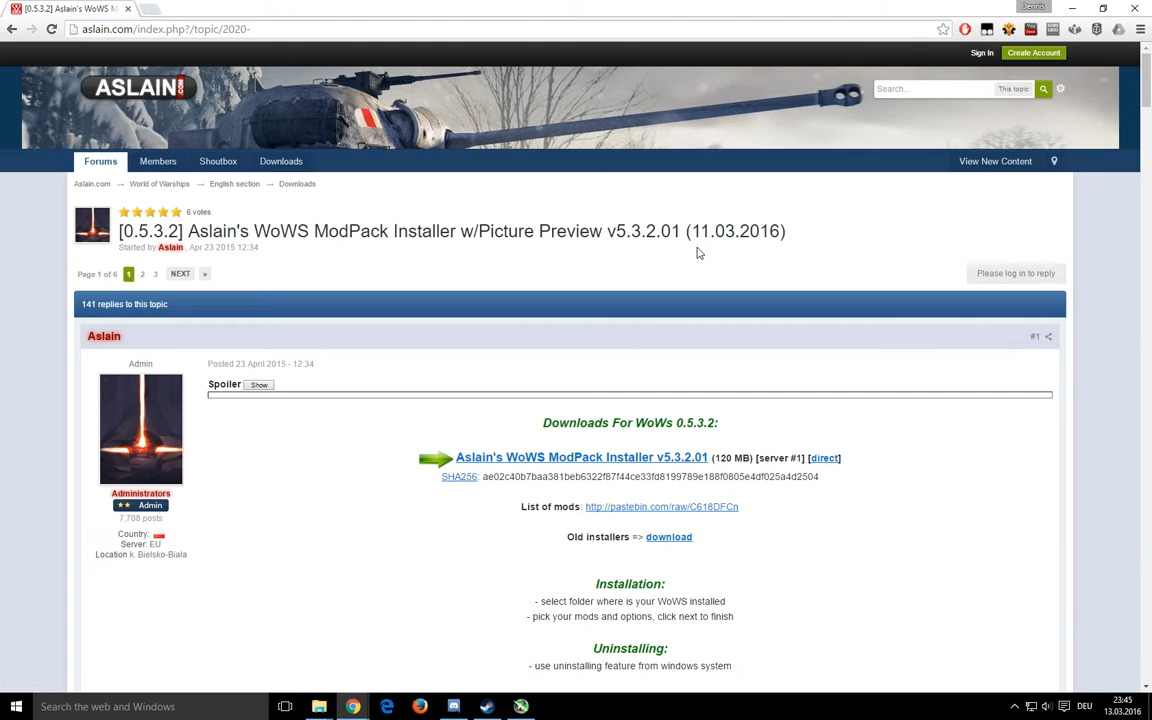 [0.5.3.2] Aslain's WoWS M
Dennis
aslain.com/index.php?/topic/2020-
Sign In Create Account
ASLAIN.COM
Search... This topic
Forums Members Shoutbox Downloads View New Content
Aslain.com → World of Warships → English section → Downloads
6 votes
[0.5.3.2] Aslain's WoWS ModPack Installer w/Picture Preview v5.3.2.01 (11.03.2016)
Started by Aslain, Apr 23 2015 12:34
Page 1 of 6 1 2 3 NEXT »
Please log in to reply
141 replies to this topic
Aslain
#1
Admin
Posted 23 April 2015 - 12:34
Spoiler Show
Downloads For WoWs 0.5.3.2:
Aslain's WoWS ModPack Installer v5.3.2.01 (120 MB) [server #1] [direct]
SHA256: ae02c40b7baa381beb6322f87f44ce33fd8199789e188f0805e4df025a4d2504
List of mods: http://pastebin.com/raw/C618DFCn
Old installers => download
Administrators
Admin
7,708 posts
Country:
Server: EU
Location k. Bielsko-Biała
Installation:
- select folder where is your WoWS installed
- pick your mods and options, click next to finish
Uninstalling:
- use uninstalling feature from windows system
Search the web and Windows
DEU
23:45
13.03.2016